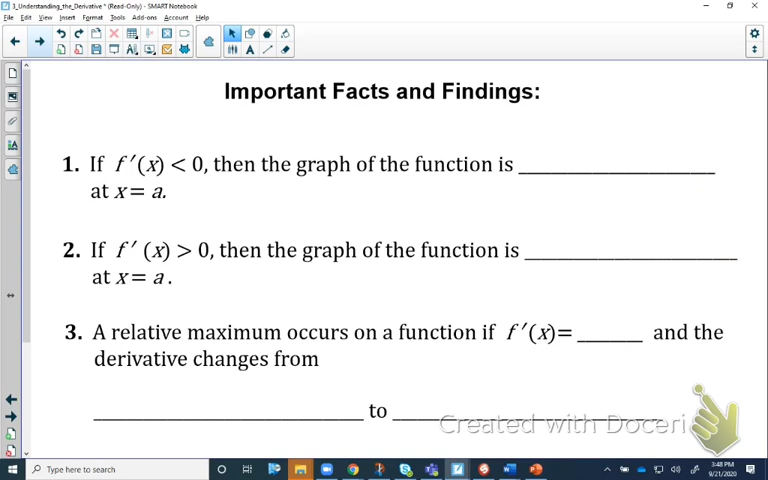 3_Understanding_the_Derivative * (Read-Only) - SMART Notebook
File Edit View Insert Format Tools Add-ons Account Help
Important Facts and Findings:
1. If f ′(x) < 0, then the graph of the function is ____________________
at x = a.
2. If f ′ (x) > 0, then the graph of the function is ______________________
at x = a .
3. A relative maximum occurs on a function if f ′(x)= _______ and the
derivative changes from
____________________________ to ____________________________
Created with Doceri
Type here to search
3:48 PM
9/21/2020